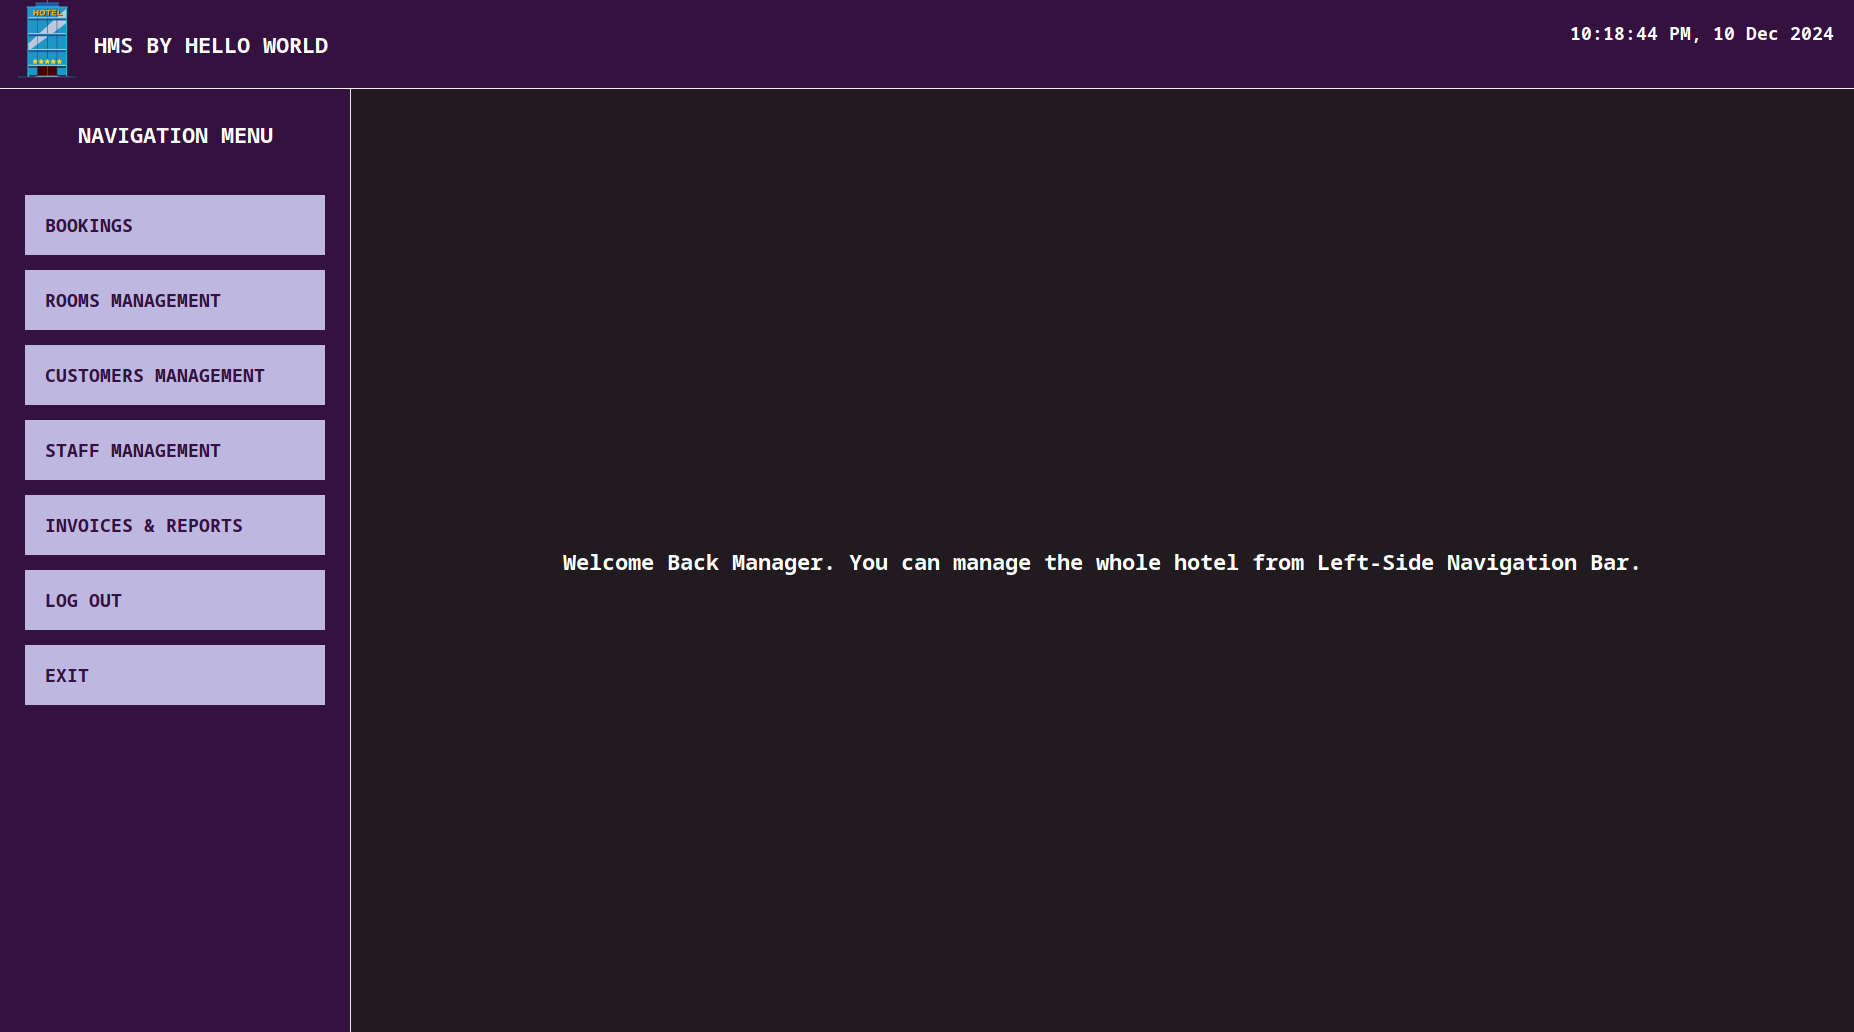 HOTEL
HMS BY HELLO WORLD
10:18:44 PM, 10 Dec 2024
NAVIGATION MENU
BOOKINGS
ROOMS MANAGEMENT
CUSTOMERS MANAGEMENT
STAFF MANAGEMENT
INVOICES & REPORTS
LOG OUT
EXIT
Welcome Back Manager. You can manage the whole hotel from Left-Side Navigation Bar.